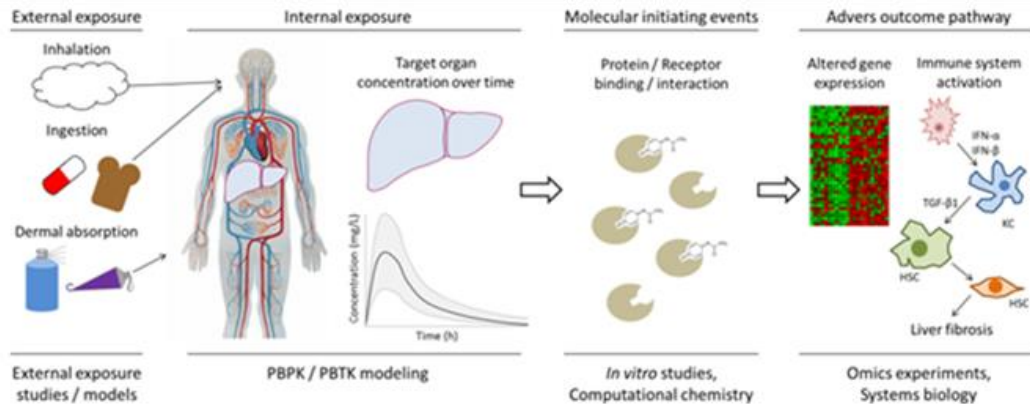 External exposure
Internal exposure
Molecular initiating events
Advers outcome pathway
Inhalation
Ingestion
Dermal absorption
Target organ
concentration over time
Concentration (mg/L)
Time (h)
Protein / Receptor
binding / interaction
Altered gene
expression
Immune system
activation
IFN-α
IFN-β
TGF-β1
KC
HSC
HSC
Liver fibrosis
External exposure
studies / models
PBPK / PBTK modeling
In vitro studies,
Computational chemistry
Omics experiments,
Systems biology